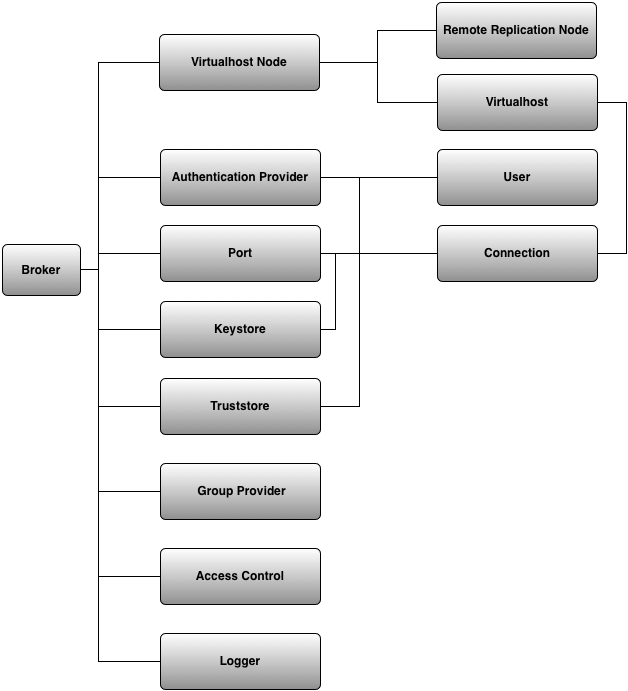 Remote Replication Node
Virtualhost Node
Virtualhost
Authentication Provider
User
Port
Connection
Broker
Keystore
Truststore
Group Provider
Access Control
Logger